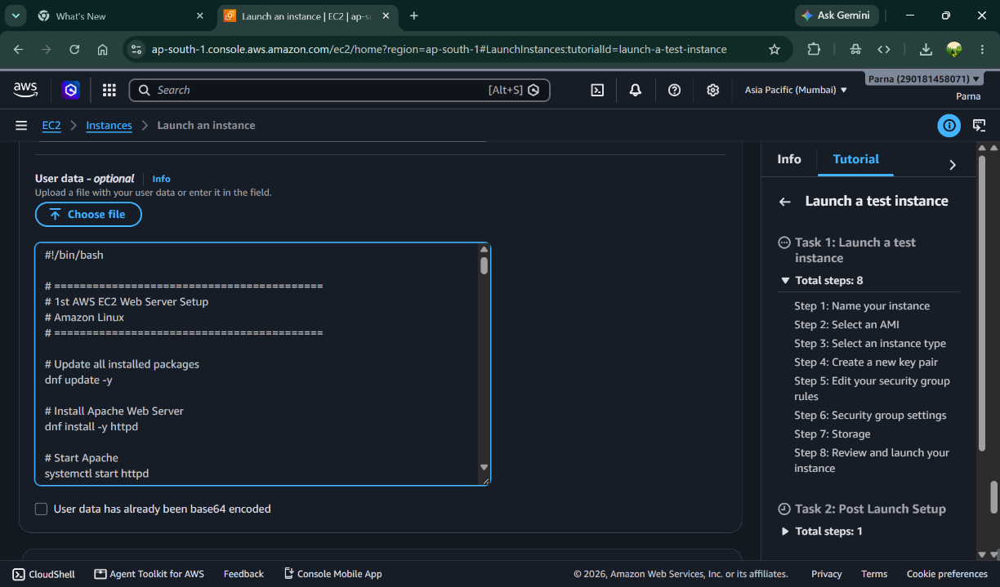 What's New
Launch an instance | EC2 | ap-so
Ask Gemini
ap-south-1.console.aws.amazon.com/ec2/home?region=ap-south-1#LaunchInstances:tutorialId=launch-a-test-instance
aws
Search
[Alt+S]
Asia Pacific (Mumbai) ▼
Parna (290181458071) ▼
Parna
EC2
Instances
Launch an instance
User data - optional
Info
Upload a file with your user data or enter it in the field.
Choose file
#!/bin/bash
# ==========================================
# 1st AWS EC2 Web Server Setup
# Amazon Linux
# ==========================================
# Update all installed packages
dnf update -y
# Install Apache Web Server
dnf install -y httpd
# Start Apache
systemctl start httpd
User data has already been base64 encoded
Info
Tutorial
Launch a test instance
Task 1: Launch a test
instance
▼ Total steps: 8
Step 1: Name your instance
Step 2: Select an AMI
Step 3: Select an instance type
Step 4: Create a new key pair
Step 5: Edit your security group
rules
Step 6: Security group settings
Step 7: Storage
Step 8: Review and launch your
instance
Task 2: Post Launch Setup
▶ Total steps: 1
CloudShell
Agent Toolkit for AWS
Feedback
Console Mobile App
© 2026, Amazon Web Services, Inc. or its affiliates.
Privacy
Terms
Cookie preferences